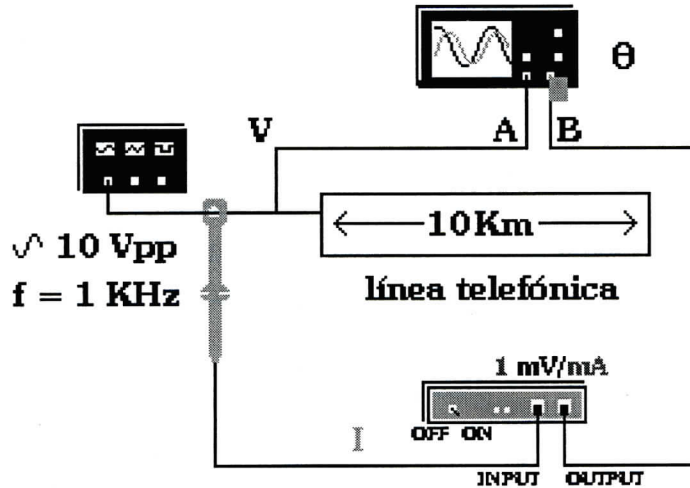 θ
V
A B
10 Vpp
f = 1 KHz
10Km
línea telefónica
1 mV/mA
OFF ON
I
INPUT OUTPUT